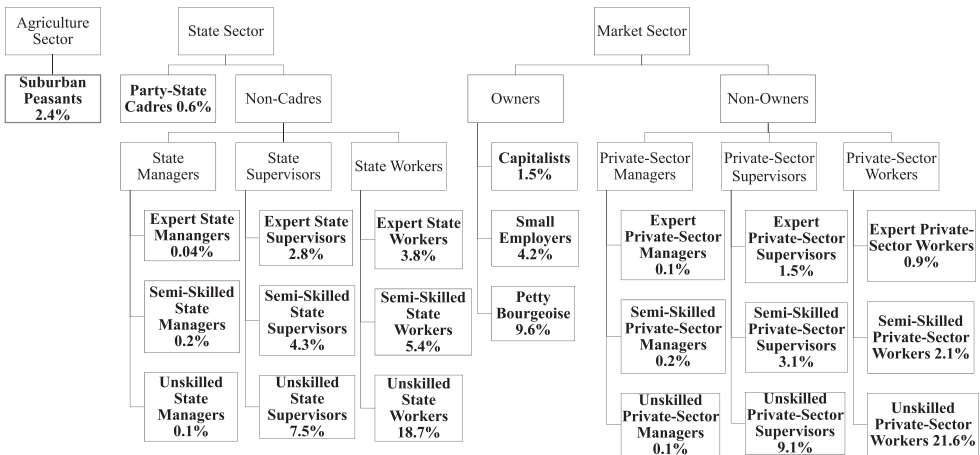 Agriculture
Sector
State Sector
Market Sector
Suburban
Peasants
2.4%
Party-State
Cadres 0.6%
Non-Cadres
Owners
Non-Owners
State
Managers
State
Supervisors
State Workers
Capitalists
1.5%
Private-Sector
Managers
Private-Sector
Supervisors
Private-Sector
Workers
Expert State
Manangers
0.04%
Expert State
Supervisors
2.8%
Expert State
Workers
3.8%
Small
Employers
4.2%
Expert
Private-Sector
Managers
0.1%
Expert
Private-Sector
Supervisors
1.5%
Expert Private-
Sector Workers
0.9%
Semi-Skilled
State
Managers
0.2%
Semi-Skilled
State
Supervisors
4.3%
Semi-Skilled
State
Workers
5.4%
Petty
Bourgeoise
9.6%
Semi-Skilled
Private-Sector
Managers
0.2%
Semi-Skilled
Private-Sector
Supervisors
3.1%
Semi-Skilled
Private-Sector
Workers 2.1%
Unskilled
State
Managers
0.1%
Unskilled
State
Supervisors
7.5%
Unskilled
State
Workers
18.7%
Unskilled
Private-Sector
Managers
0.1%
Unskilled
Private-Sector
Supervisors
9.1%
Unskilled
Private-Sector
Workers 21.6%